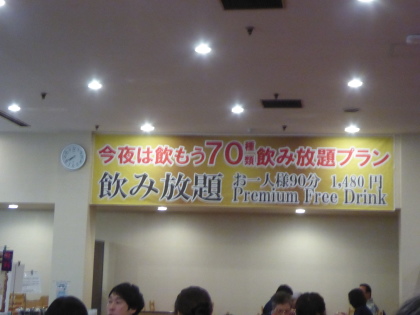 今夜は飲もう70種類飲み放題プラン
飲み放題 お一人様90分 1,480円
Premium Free Drink